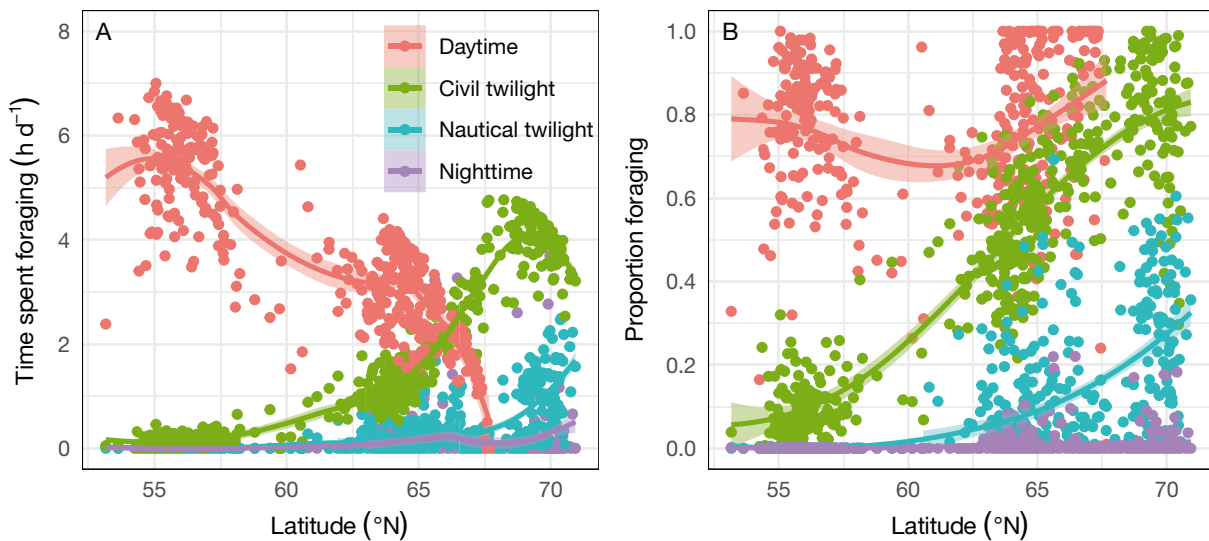 A
Time spent foraging (h d⁻¹)
8
6
4
2
0
55
60
65
70
Latitude (°N)
Daytime
Civil twilight
Nautical twilight
Nighttime
B
Proportion foraging
1.0
0.8
0.6
0.4
0.2
0.0
55
60
65
70
Latitude (°N)